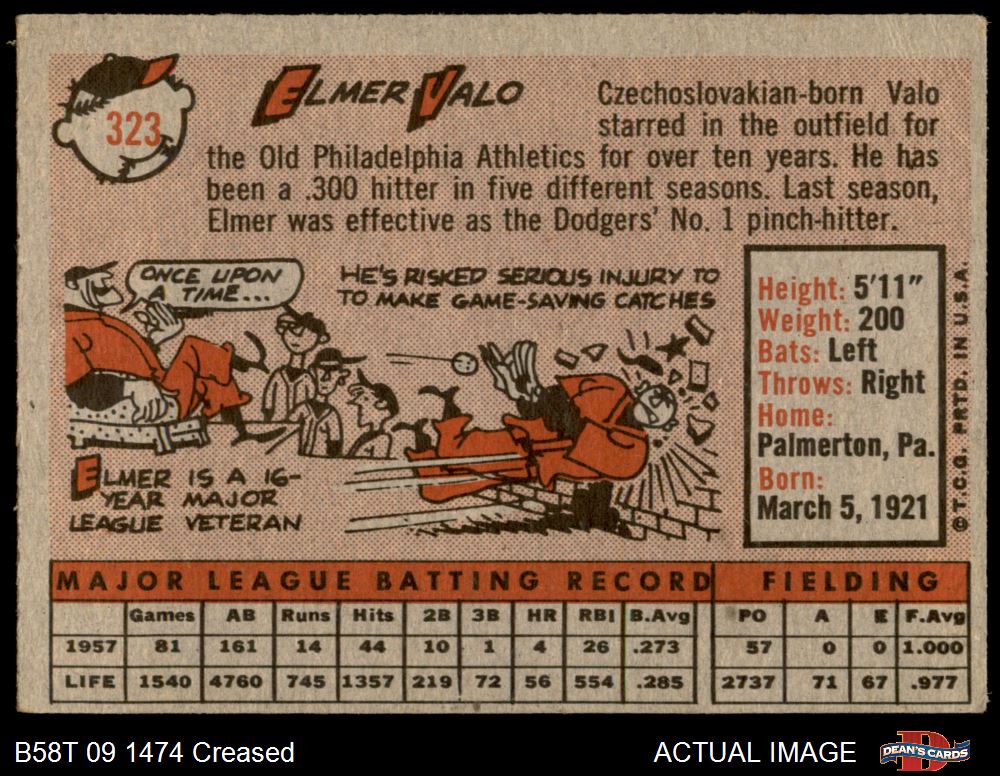 323
ELMER VALO
Czechoslovakian-born Valo
starred in the outfield for
the Old Philadelphia Athletics for over ten years. He has
been a .300 hitter in five different seasons. Last season,
Elmer was effective as the Dodgers' No. 1 pinch-hitter.
ONCE UPON
A TIME...
HE'S RISKED SERIOUS INJURY TO
TO MAKE GAME-SAVING CATCHES
ELMER IS A 16-
YEAR MAJOR
LEAGUE VETERAN
Height: 5'11"
Weight: 200
Bats: Left
Throws: Right
Home:
Palmerton, Pa.
Born:
March 5, 1921
© T.C.G. PRTD. IN U.S.A.
MAJOR LEAGUE BATTING RECORD FIELDING
Games AB Runs Hits 2B 3B HR RBI B.Avg PO A E F.Avg
1957 81 161 14 44 10 1 4 26 .273 57 0 0 1.000
LIFE 1540 4760 745 1357 219 72 56 554 .285 2737 71 67 .977
B58T 09 1474 Creased ACTUAL IMAGE DEAN'S CARDS